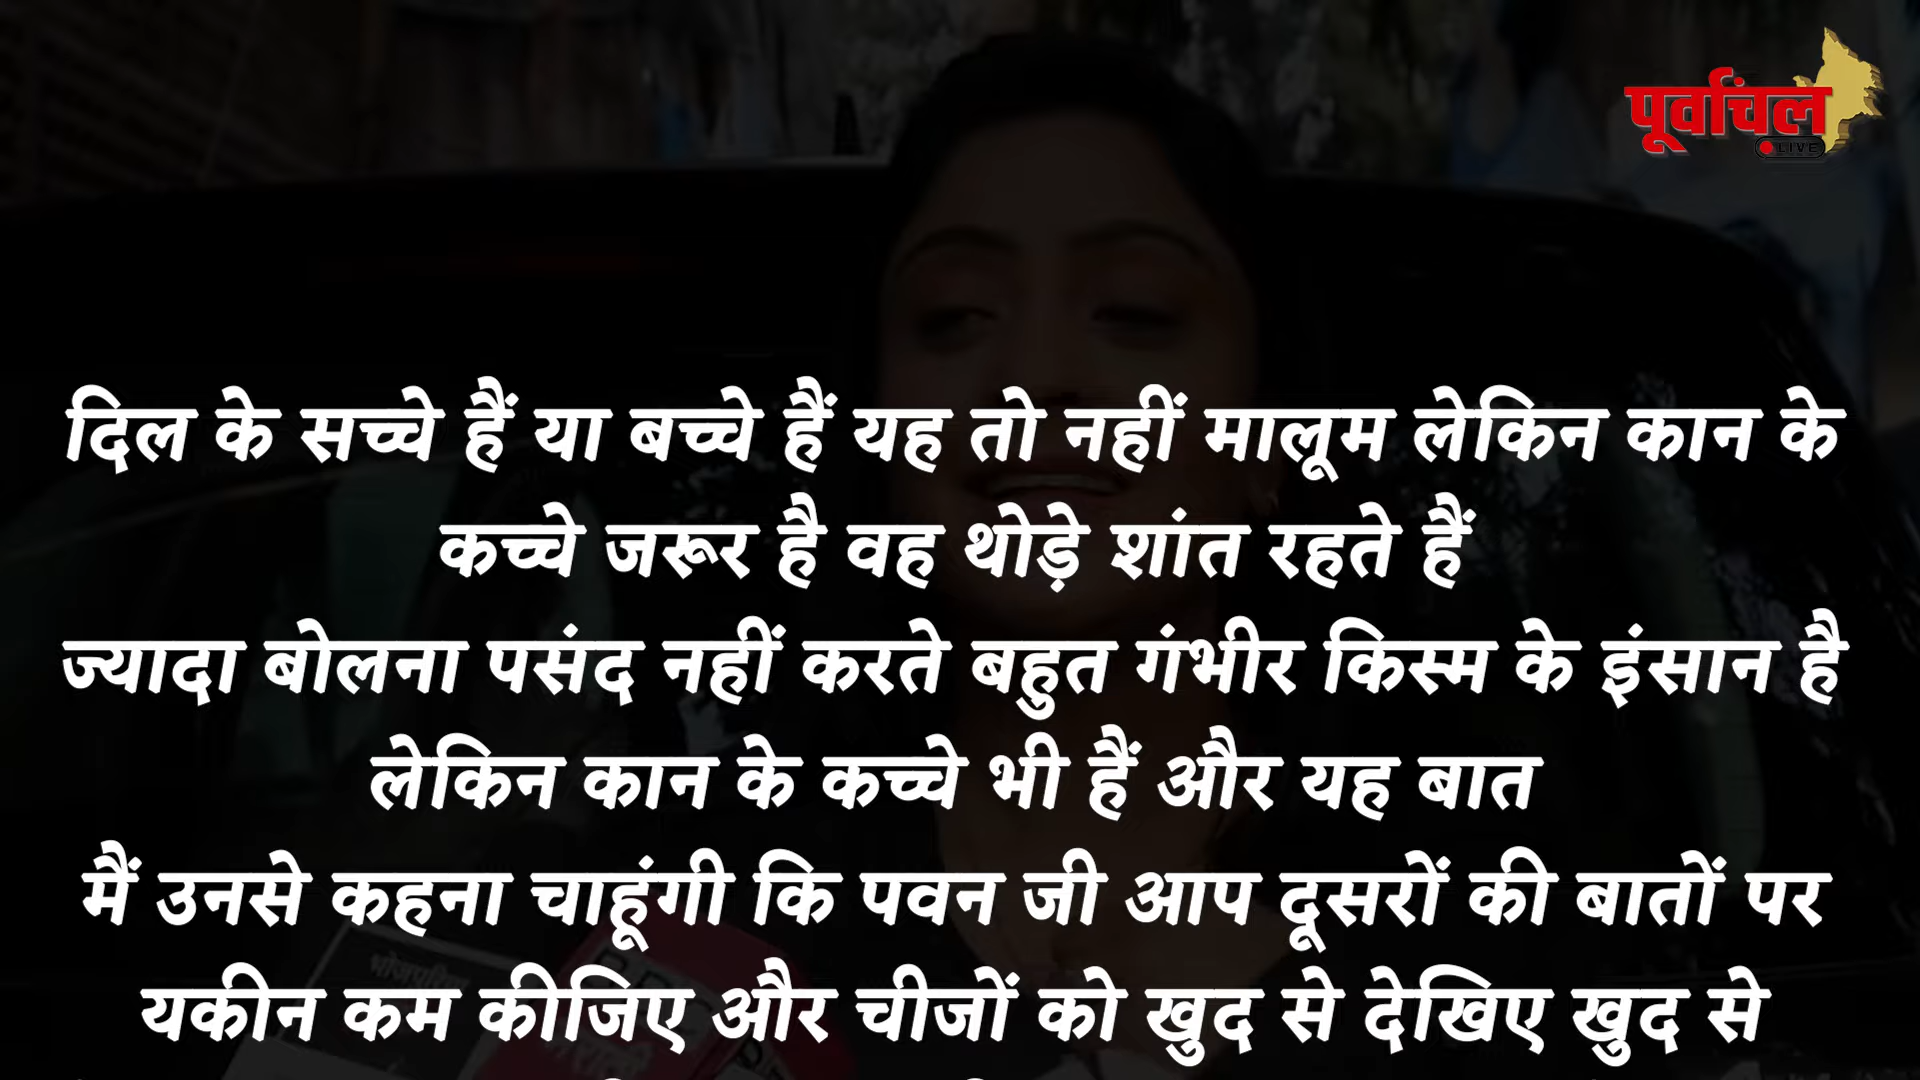 पूर्वांचल
LIVE
दिल के सच्चे हैं या बच्चे हैं यह तो नहीं मालूम लेकिन कान के
कच्चे जरूर है वह थोड़े शांत रहते हैं
ज्यादा बोलना पसंद नहीं करते बहुत गंभीर किस्म के इंसान है
लेकिन कान के कच्चे भी हैं और यह बात
मैं उनसे कहना चाहूंगी कि पवन जी आप दूसरों की बातों पर
यकीन कम कीजिए और चीजों को खुद से देखिए खुद से